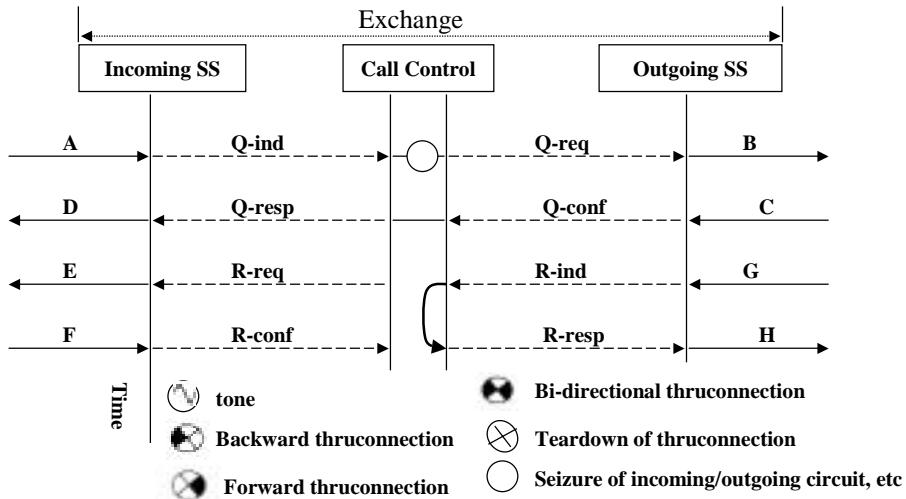 Exchange
Incoming SS Call Control Outgoing SS
A Q-ind Q-req B
D Q-resp Q-conf C
E R-req R-ind G
F R-conf R-resp H
Time
tone
Bi-directional thruconnection
Backward thruconnection
Teardown of thruconnection
Forward thruconnection
Seizure of incoming/outgoing circuit, etc